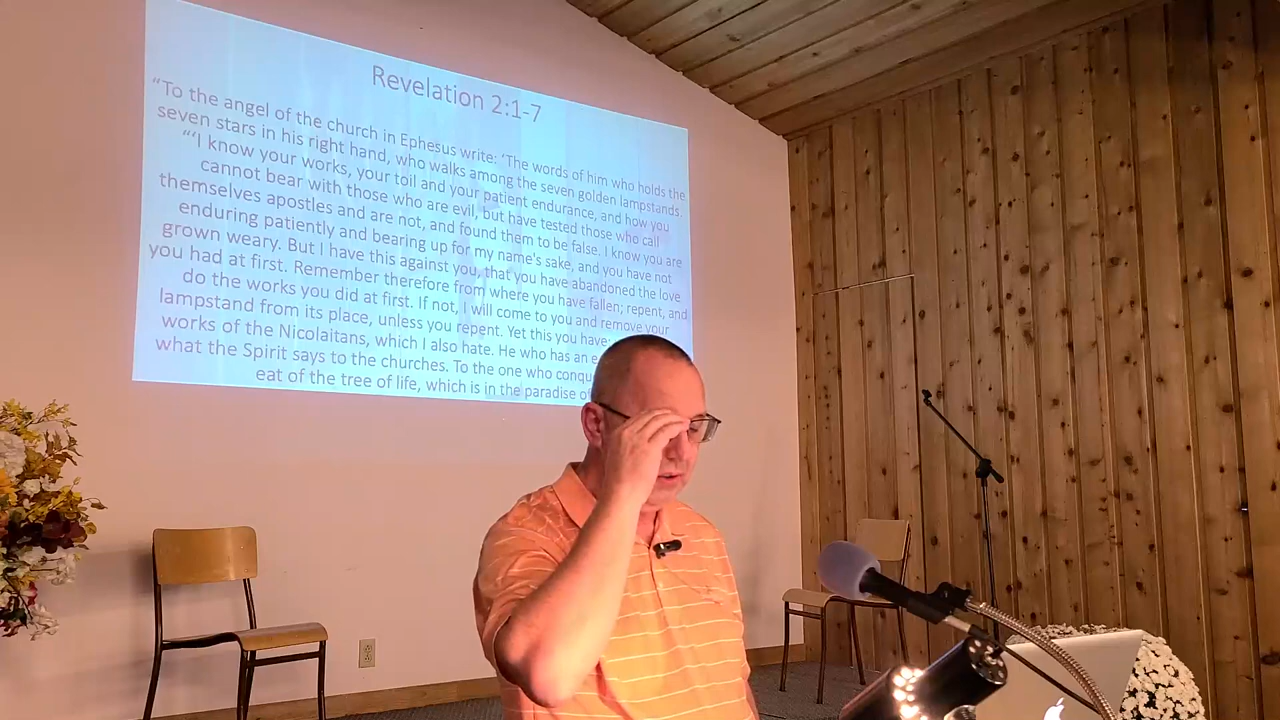 Revelation 2:1-7
“To the angel of the church in Ephesus write: ‘The words of him who holds the
seven stars in his right hand, who walks among the seven golden lampstands.
“‘I know your works, your toil and your patient endurance, and how you
cannot bear with those who are evil, but have tested those who call
themselves apostles and are not, and found them to be false. I know you are
enduring patiently and bearing up for my name's sake, and you have not
grown weary. But I have this against you, that you have abandoned the love
you had at first. Remember therefore from where you have fallen; repent, and
do the works you did at first. If not, I will come to you and remove your
lampstand from its place, unless you repent. Yet this you have:
works of the Nicolaitans, which I also hate. He who has an
what the Spirit says to the churches. To the one who
eat of the tree of life, which is in the paradise